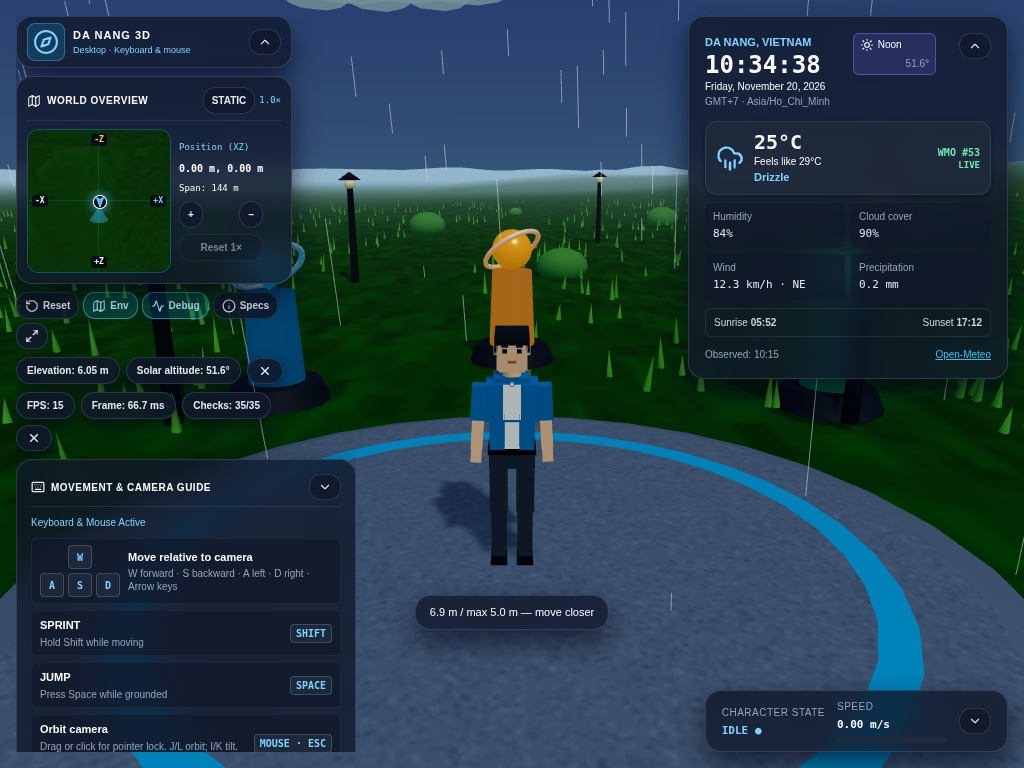 DA NANG 3D
Desktop · Keyboard & mouse
WORLD OVERVIEW
STATIC
1.0×
-Z
-X
+X
+Z
Position (XZ)
0.00 m, 0.00 m
Span: 144 m
+
−
Reset 1×
Reset
Env
Debug
Specs
Elevation: 6.05 m
Solar altitude: 51.6°
FPS: 15
Frame: 66.7 ms
Checks: 35/35
MOVEMENT & CAMERA GUIDE
Keyboard & Mouse Active
W
A
S
D
Move relative to camera
W forward · S backward · A left · D right ·
Arrow keys
SPRINT
Hold Shift while moving
SHIFT
JUMP
Press Space while grounded
SPACE
Orbit camera
Drag or click for pointer lock. J/L orbit; I/K tilt.
MOUSE · ESC
6.9 m / max 5.0 m — move closer
DA NANG, VIETNAM
10:34:38
Friday, November 20, 2026
GMT+7 · Asia/Ho_Chi_Minh
Noon
51.6°
25°C
Feels like 29°C
Drizzle
WMO #53
LIVE
Humidity
84%
Cloud cover
90%
Wind
12.3 km/h · NE
Precipitation
0.2 mm
Sunrise 05:52
Sunset 17:12
Observed: 10:15
Open-Meteo
CHARACTER STATE
IDLE
SPEED
0.00 m/s